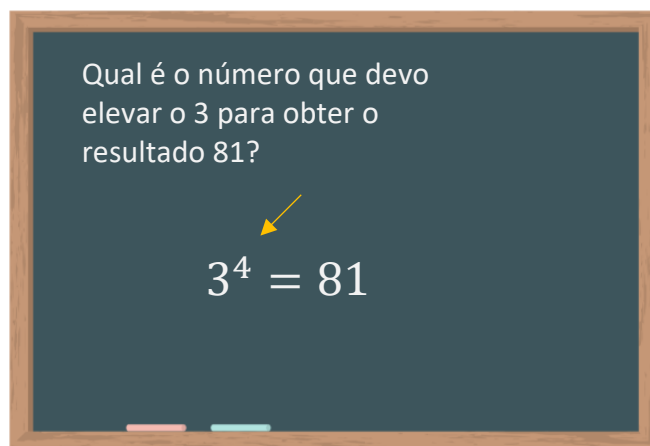 Qual é o número que devo
elevar o 3 para obter o
resultado 81?
3⁴ = 81